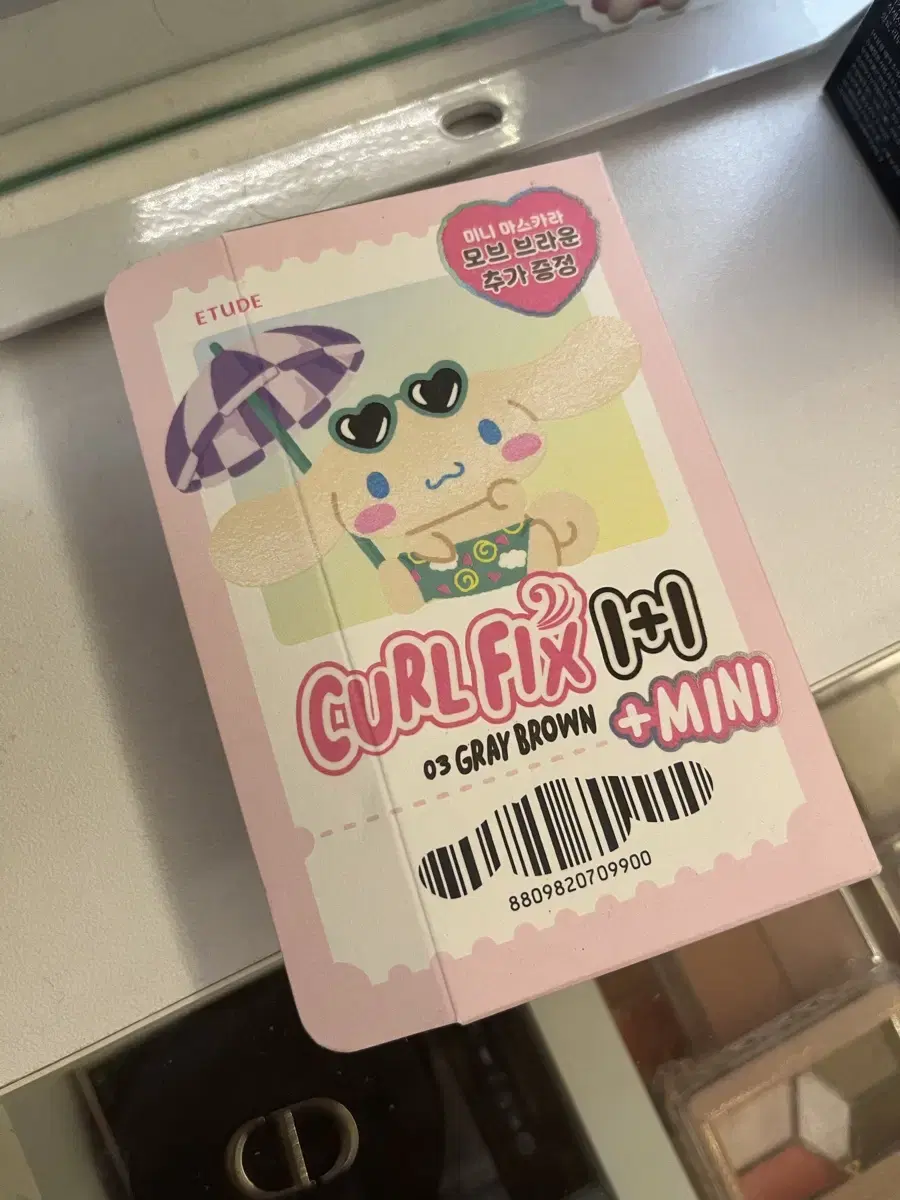 미니 마스카라
모브 브라운
추가 증정
ETUDE
CURL FIX 1+1
+MINI
03 GRAY BROWN
8809820709900